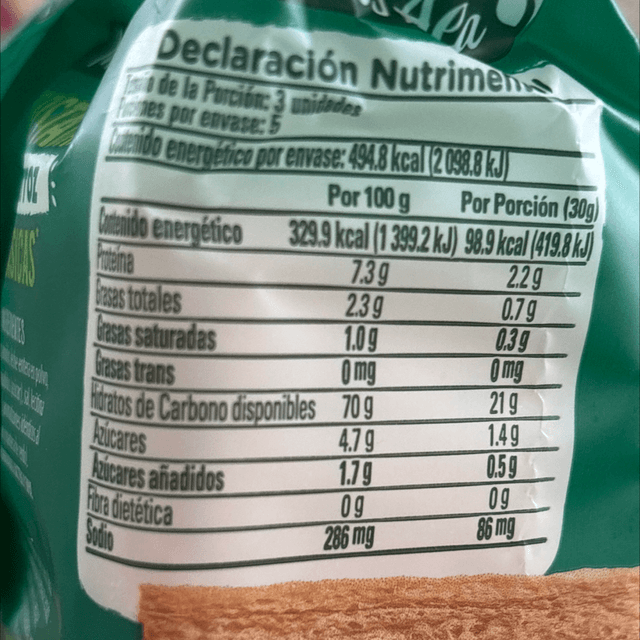 Declaración Nutrimen
de la Porción: 3 unidades
por envase: 5
Contenido energético por envase: 494.8 kcal (2 098.8 kJ)
Por 100 g Por Porción (30g)
Contenido energético 329.9 kcal (1 399.2 kJ) 98.9 kcal (419.8 kJ)
Proteína 7.3 g 2.2 g
Grasas totales 2.3 g 0.7 g
Grasas saturadas 1.0 g 0.3 g
Grasas trans 0 mg 0 mg
Hidratos de Carbono disponibles 70 g 21 g
Azúcares 4.7 g 1.4 g
Azúcares añadidos 1.7 g 0.5 g
Fibra dietética 0 g 0 g
Sodio 286 mg 86 mg